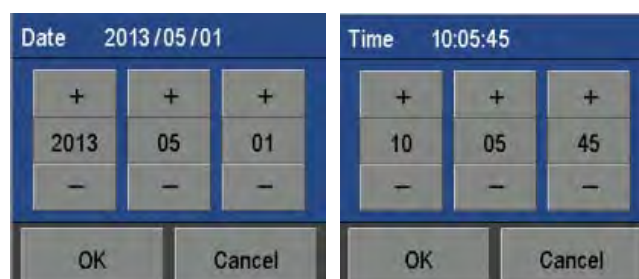 Date 2013/05/01
+ + +
2013 05 01
− − −
OK Cancel
Time 10:05:45
+ + +
10 05 45
− − −
OK Cancel